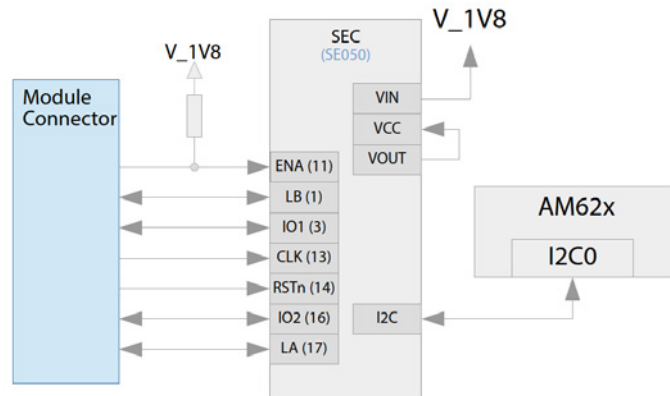 SEC
(SE050)
V_1V8
V_1V8
Module
Connector
VIN
VCC
VOUT
ENA (11)
LB (1)
IO1 (3)
CLK (13)
RSTn (14)
IO2 (16)
LA (17)
I2C
AM62x
I2C0